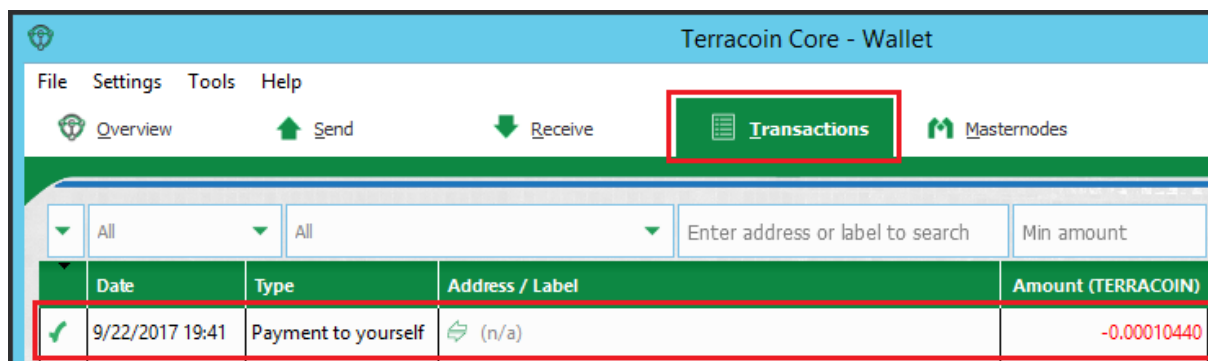 Terracoin Core - Wallet
File Settings Tools Help
Overview Send Receive Transactions Masternodes
All All Enter address or label to search Min amount
Date Type Address / Label Amount (TERRACOIN)
9/22/2017 19:41 Payment to yourself (n/a) -0.00010440